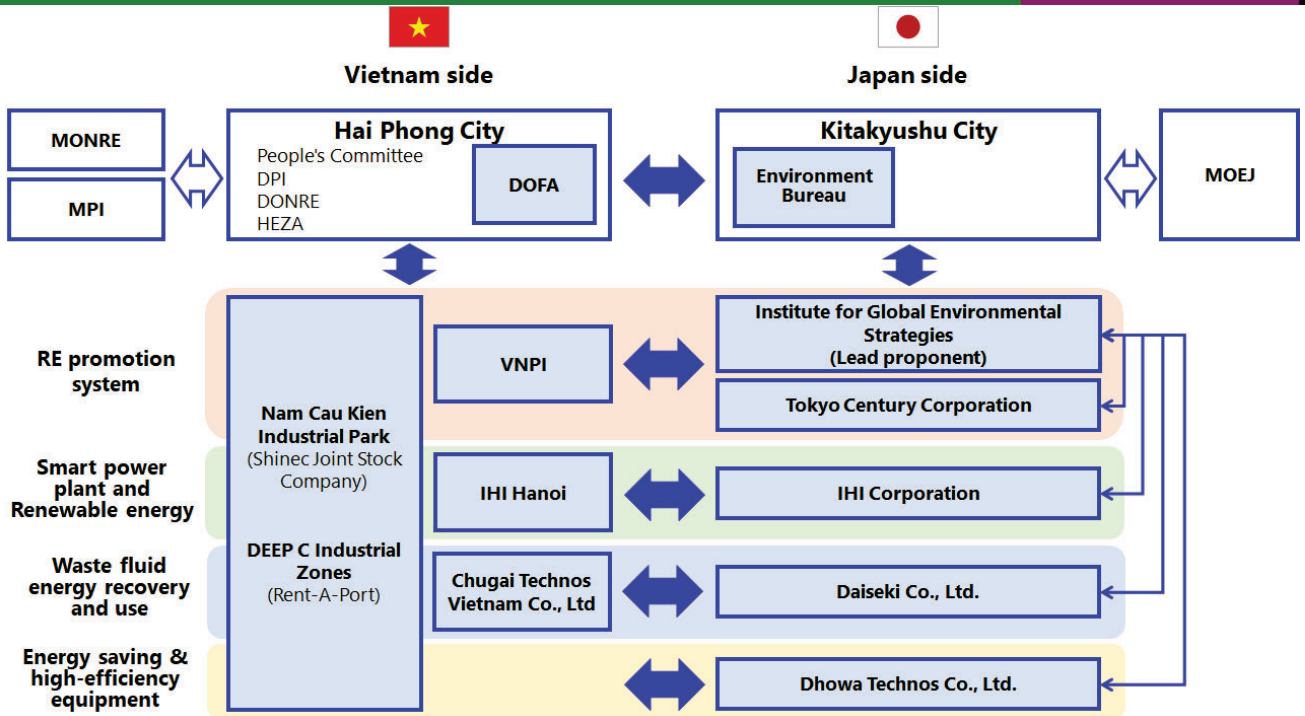 Vietnam side
Japan side
MONRE
MPI
Hai Phong City
People's Committee
DPI
DONRE
HEZA
DOFA
Kitakyushu City
Environment
Bureau
MOEJ
RE promotion
system
Nam Cau Kien
Industrial Park
(Shinec Joint Stock
Company)
DEEP C Industrial
Zones
(Rent-A-Port)
VNPI
Institute for Global Environmental
Strategies
(Lead proponent)
Tokyo Century Corporation
Smart power
plant and
Renewable energy
IHI Hanoi
IHI Corporation
Waste fluid
energy recovery
and use
Chugai Technos
Vietnam Co., Ltd
Daiseki Co., Ltd.
Energy saving &
high-efficiency
equipment
Dhowa Technos Co., Ltd.